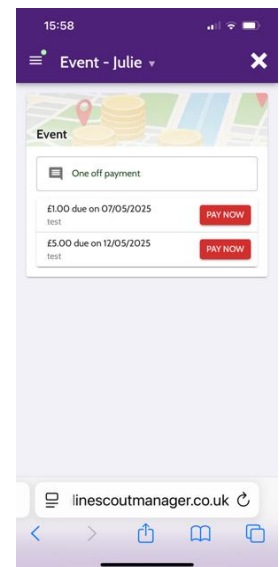 15:58
Event - Julie
Event
One off payment
£1.00 due on 07/05/2025
test
PAY NOW
£5.00 due on 12/05/2025
test
PAY NOW
linescoutmanager.co.uk